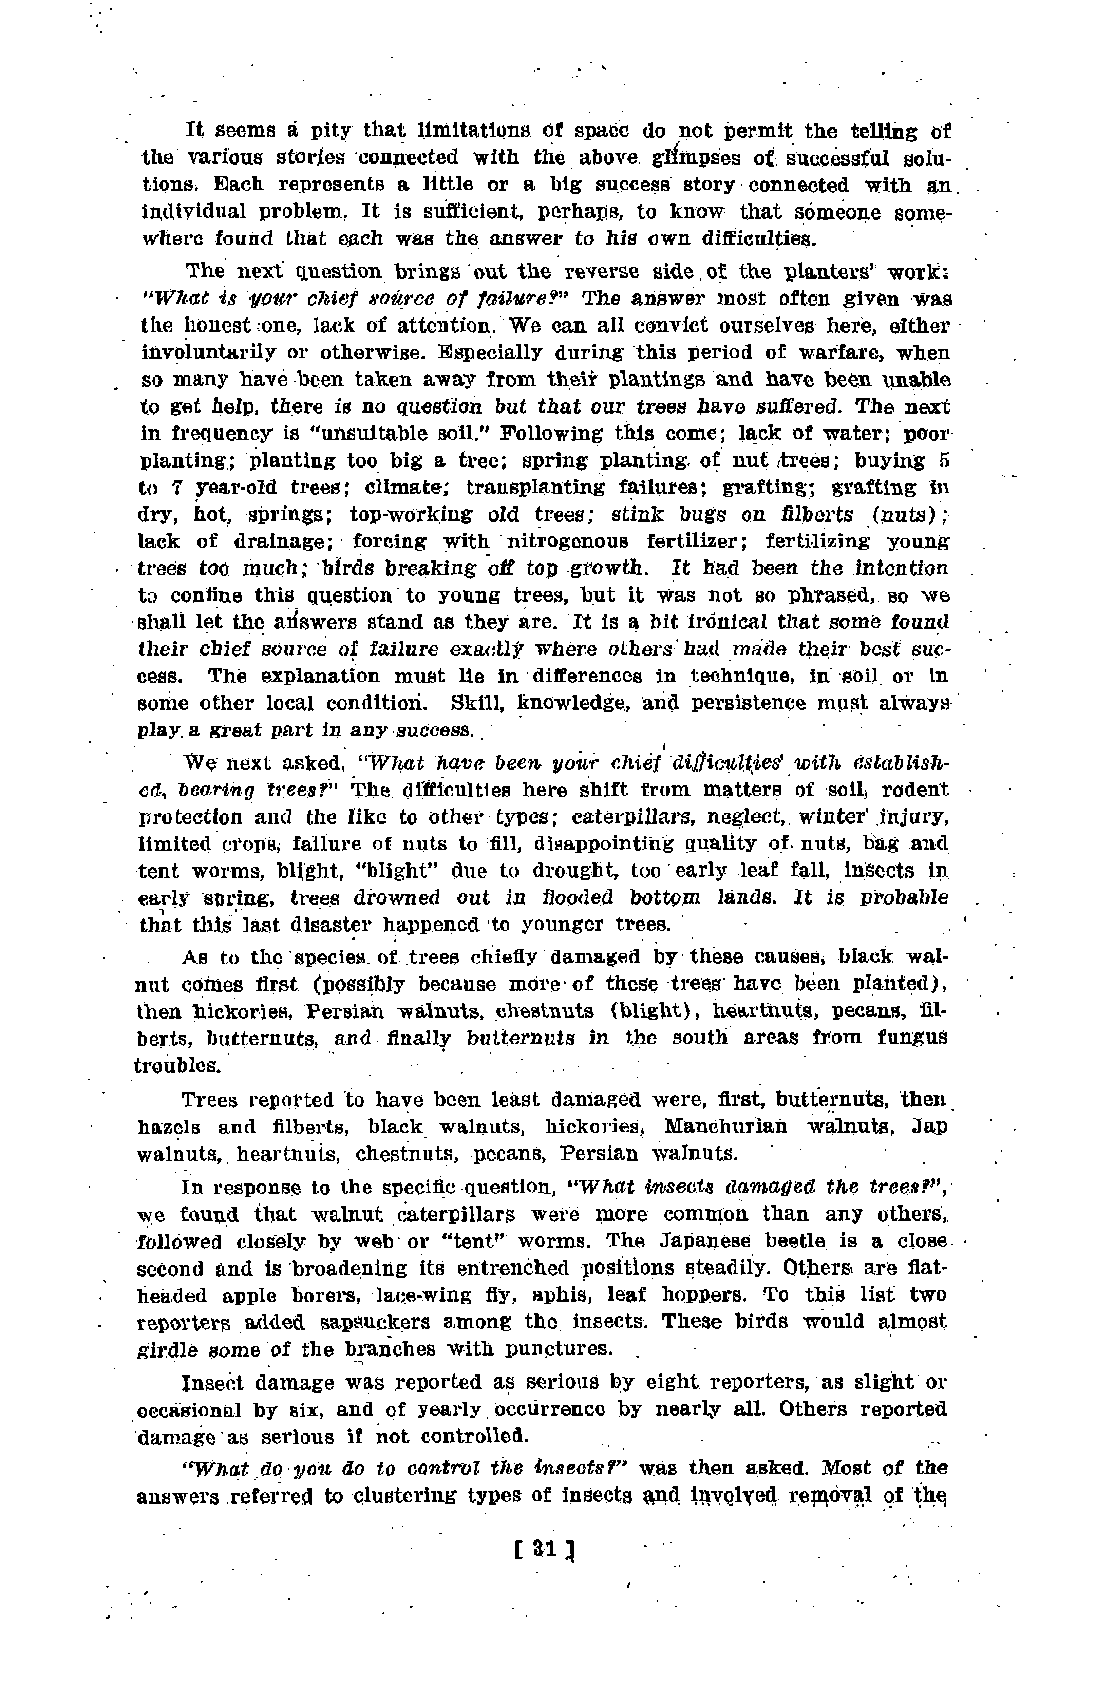 It seems a pity that limitations of space do not permit the telling of
the various stories connected with the above glimpses of successful solu-
tions. Each represents a little or a big success story connected with an
individual problem. It is sufficient, perhaps, to know that someone some-
where found that each was the answer to his own difficulties.
The next question brings out the reverse side of the planters' work:
"What is your chief source of failure?" The answer most often given was
the honest one, lack of attention. We can all convict ourselves here, either
involuntarily or otherwise. Especially during this period of warfare, when
so many have been taken away from their plantings and have been unable
to get help, there is no question but that our trees have suffered. The next
in frequency is "unsuitable soil." Following this come; lack of water; poor
planting; planting too big a tree; spring planting of nut trees; buying 5
to 7 year-old trees; climate; transplanting failures; grafting; grafting in
dry, hot, springs; top-working old trees; stink bugs on filberts (nuts);
lack of drainage; forcing with nitrogenous fertilizer; fertilizing young
trees too much; birds breaking off top growth. It had been the intention
to confine this question to young trees, but it was not so phrased, so we
shall let the answers stand as they are. It is a bit ironical that some found
their chief source of failure exactly where others had made their best suc-
cess. The explanation must lie in differences in technique, in soil or in
some other local condition. Skill, knowledge, and persistence must always
play a great part in any success.
We next asked, "What have been your chief difficulties with establish-
ed, bearing trees?" The difficulties here shift from matters of soil, rodent
protection and the like to other types; caterpillars, neglect, winter injury,
limited crops, failure of nuts to fill, disappointing quality of nuts, bag and
tent worms, blight, "blight" due to drought, too early leaf fall, insects in
early spring, trees drowned out in flooded bottom lands. It is probable
that this last disaster happened to younger trees.
As to the species of trees chiefly damaged by these causes, black wal-
nut comes first (possibly because more of these trees have been planted),
then hickories, Persian walnuts, chestnuts (blight), heartnuts, pecans, fil-
berts, butternuts, and finally butternuts in the south areas from fungus
troubles.
Trees reported to have been least damaged were, first, butternuts, then
hazels and filberts, black walnuts, hickories, Manchurian walnuts, Jap
walnuts, heartnuts, chestnuts, pecans, Persian walnuts.
In response to the specific question, "What insects damaged the trees?",
we found that walnut caterpillars were more common than any others,
followed closely by web or "tent" worms. The Japanese beetle is a close
second and is broadening its entrenched positions steadily. Others are flat-
headed apple borers, lace-wing fly, aphis, leaf hoppers. To this list two
reporters added sapsuckers among the insects. These birds would almost
girdle some of the branches with punctures.
Insect damage was reported as serious by eight reporters, as slight or
occasional by six, and of yearly occurrence by nearly all. Others reported
damage as serious if not controlled.
"What do you do to control the insects?" was then asked. Most of the
answers referred to clustering types of insects and involved removal of the
[ 31 ]